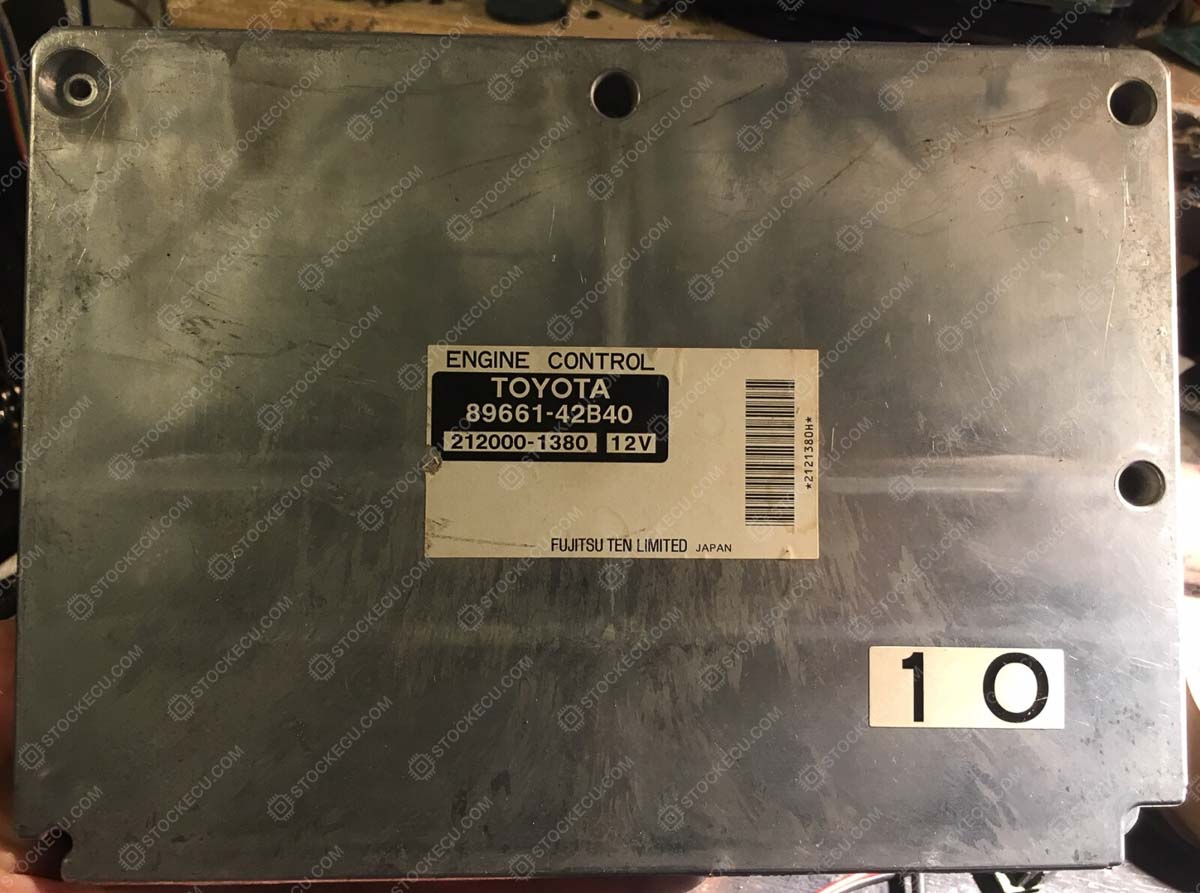 ENGINE CONTROL
TOYOTA
89661-42B40
212000-1380 12V
*2121380H*
FUJITSU TEN LIMITED JAPAN
10
STOCKECU.COM